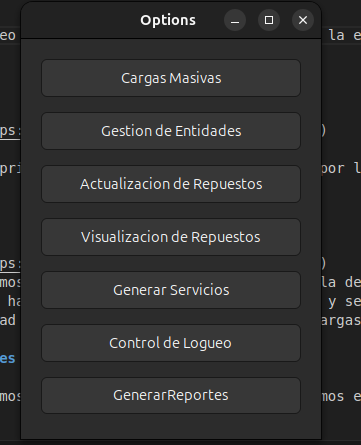 Options
eo la e
Cargas Masivas
ps: )
Gestion de Entidades
pri por l
Actualizacion de Repuestos
Visualizacion de Repuestos
ps: )
mos la de
Generar Servicios
ha y se
ad argas
Control de Logueo
es
GenerarReportes
mos mos e